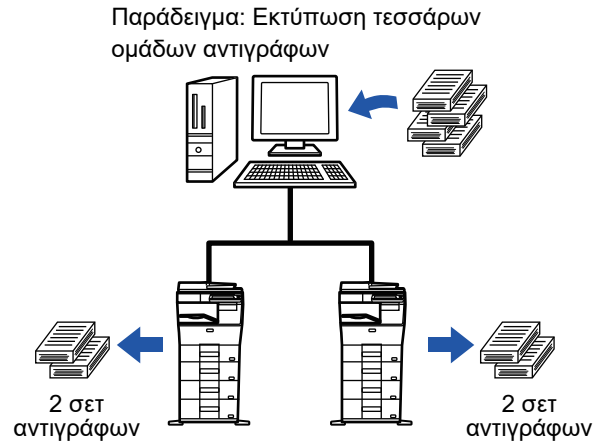 Παράδειγμα: Εκτύπωση τεσσάρων
ομάδων αντιγράφων
2 σετ
αντιγράφων
2 σετ
αντιγράφων